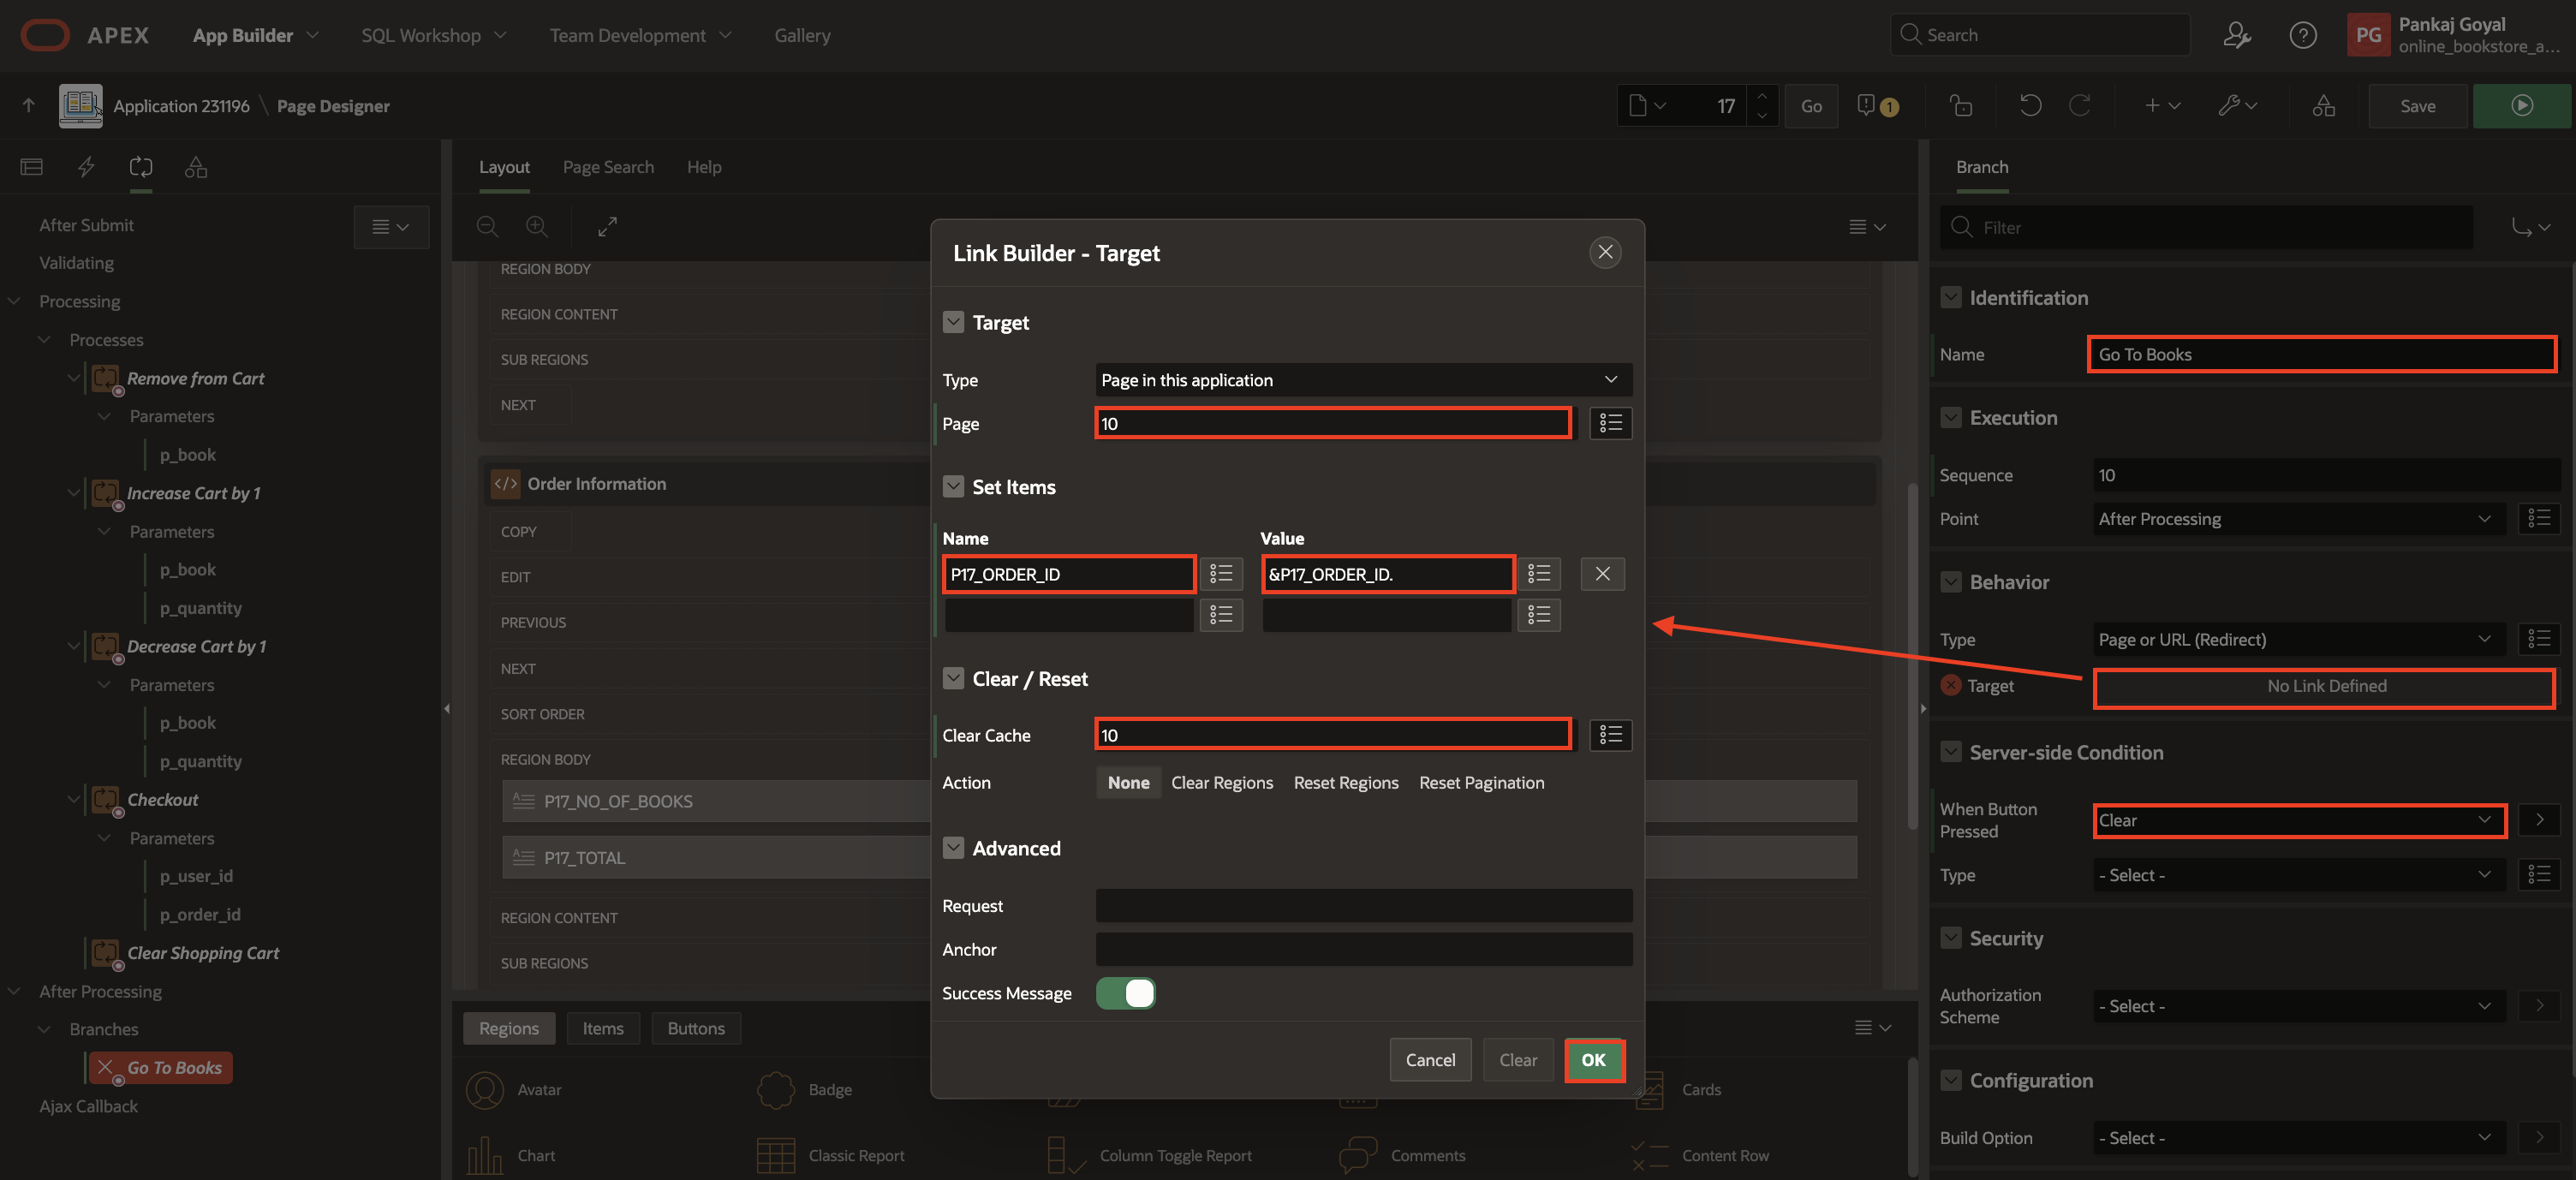 APEX App Builder SQL Workshop Team Development Gallery Search PG Pankaj Goyal
online_bookstore_a...
Application 231196 \ Page Designer 17 Go 1 Save
Layout Page Search Help
Branch
After Submit
Validating
Processing
Processes
Remove from Cart
Parameters
p_book
Increase Cart by 1
Parameters
p_book
p_quantity
Decrease Cart by 1
Parameters
p_book
p_quantity
Checkout
Parameters
p_user_id
p_order_id
Clear Shopping Cart
After Processing
Branches
Go To Books
Ajax Callback
REGION BODY
REGION CONTENT
SUB REGIONS
NEXT
</> Order Information
COPY
EDIT
PREVIOUS
NEXT
SORT ORDER
REGION BODY
P17_NO_OF_BOOKS
P17_TOTAL
REGION CONTENT
SUB REGIONS
Regions Items Buttons
Avatar Badge Cards
Chart Classic Report Column Toggle Report Comments Content Row
Link Builder - Target
Target
Type Page in this application
Page 10
Set Items
Name Value
P17_ORDER_ID &P17_ORDER_ID.
Clear / Reset
Clear Cache 10
Action None Clear Regions Reset Regions Reset Pagination
Advanced
Request
Anchor
Success Message
Cancel Clear OK
Filter
Identification
Name Go To Books
Execution
Sequence 10
Point After Processing
Behavior
Type Page or URL (Redirect)
Target No Link Defined
Server-side Condition
When Button
Pressed
Clear
Type - Select -
Security
Authorization
Scheme
- Select -
Configuration
Build Option - Select -